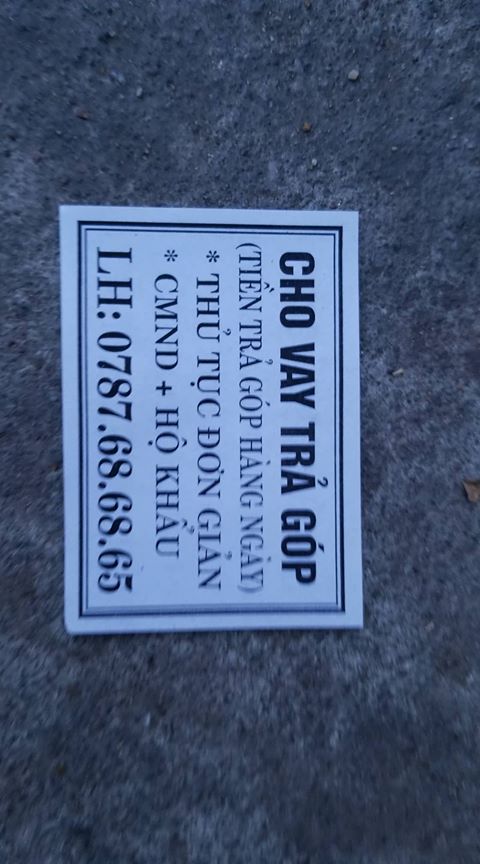 CHO VAY TRẢ GÓP
(TIỀN TRẢ GÓP HÀNG NGÀY)
* THỦ TỤC ĐƠN GIẢN
* CMND + HỘ KHẨU
LH: 0787.68.68.65